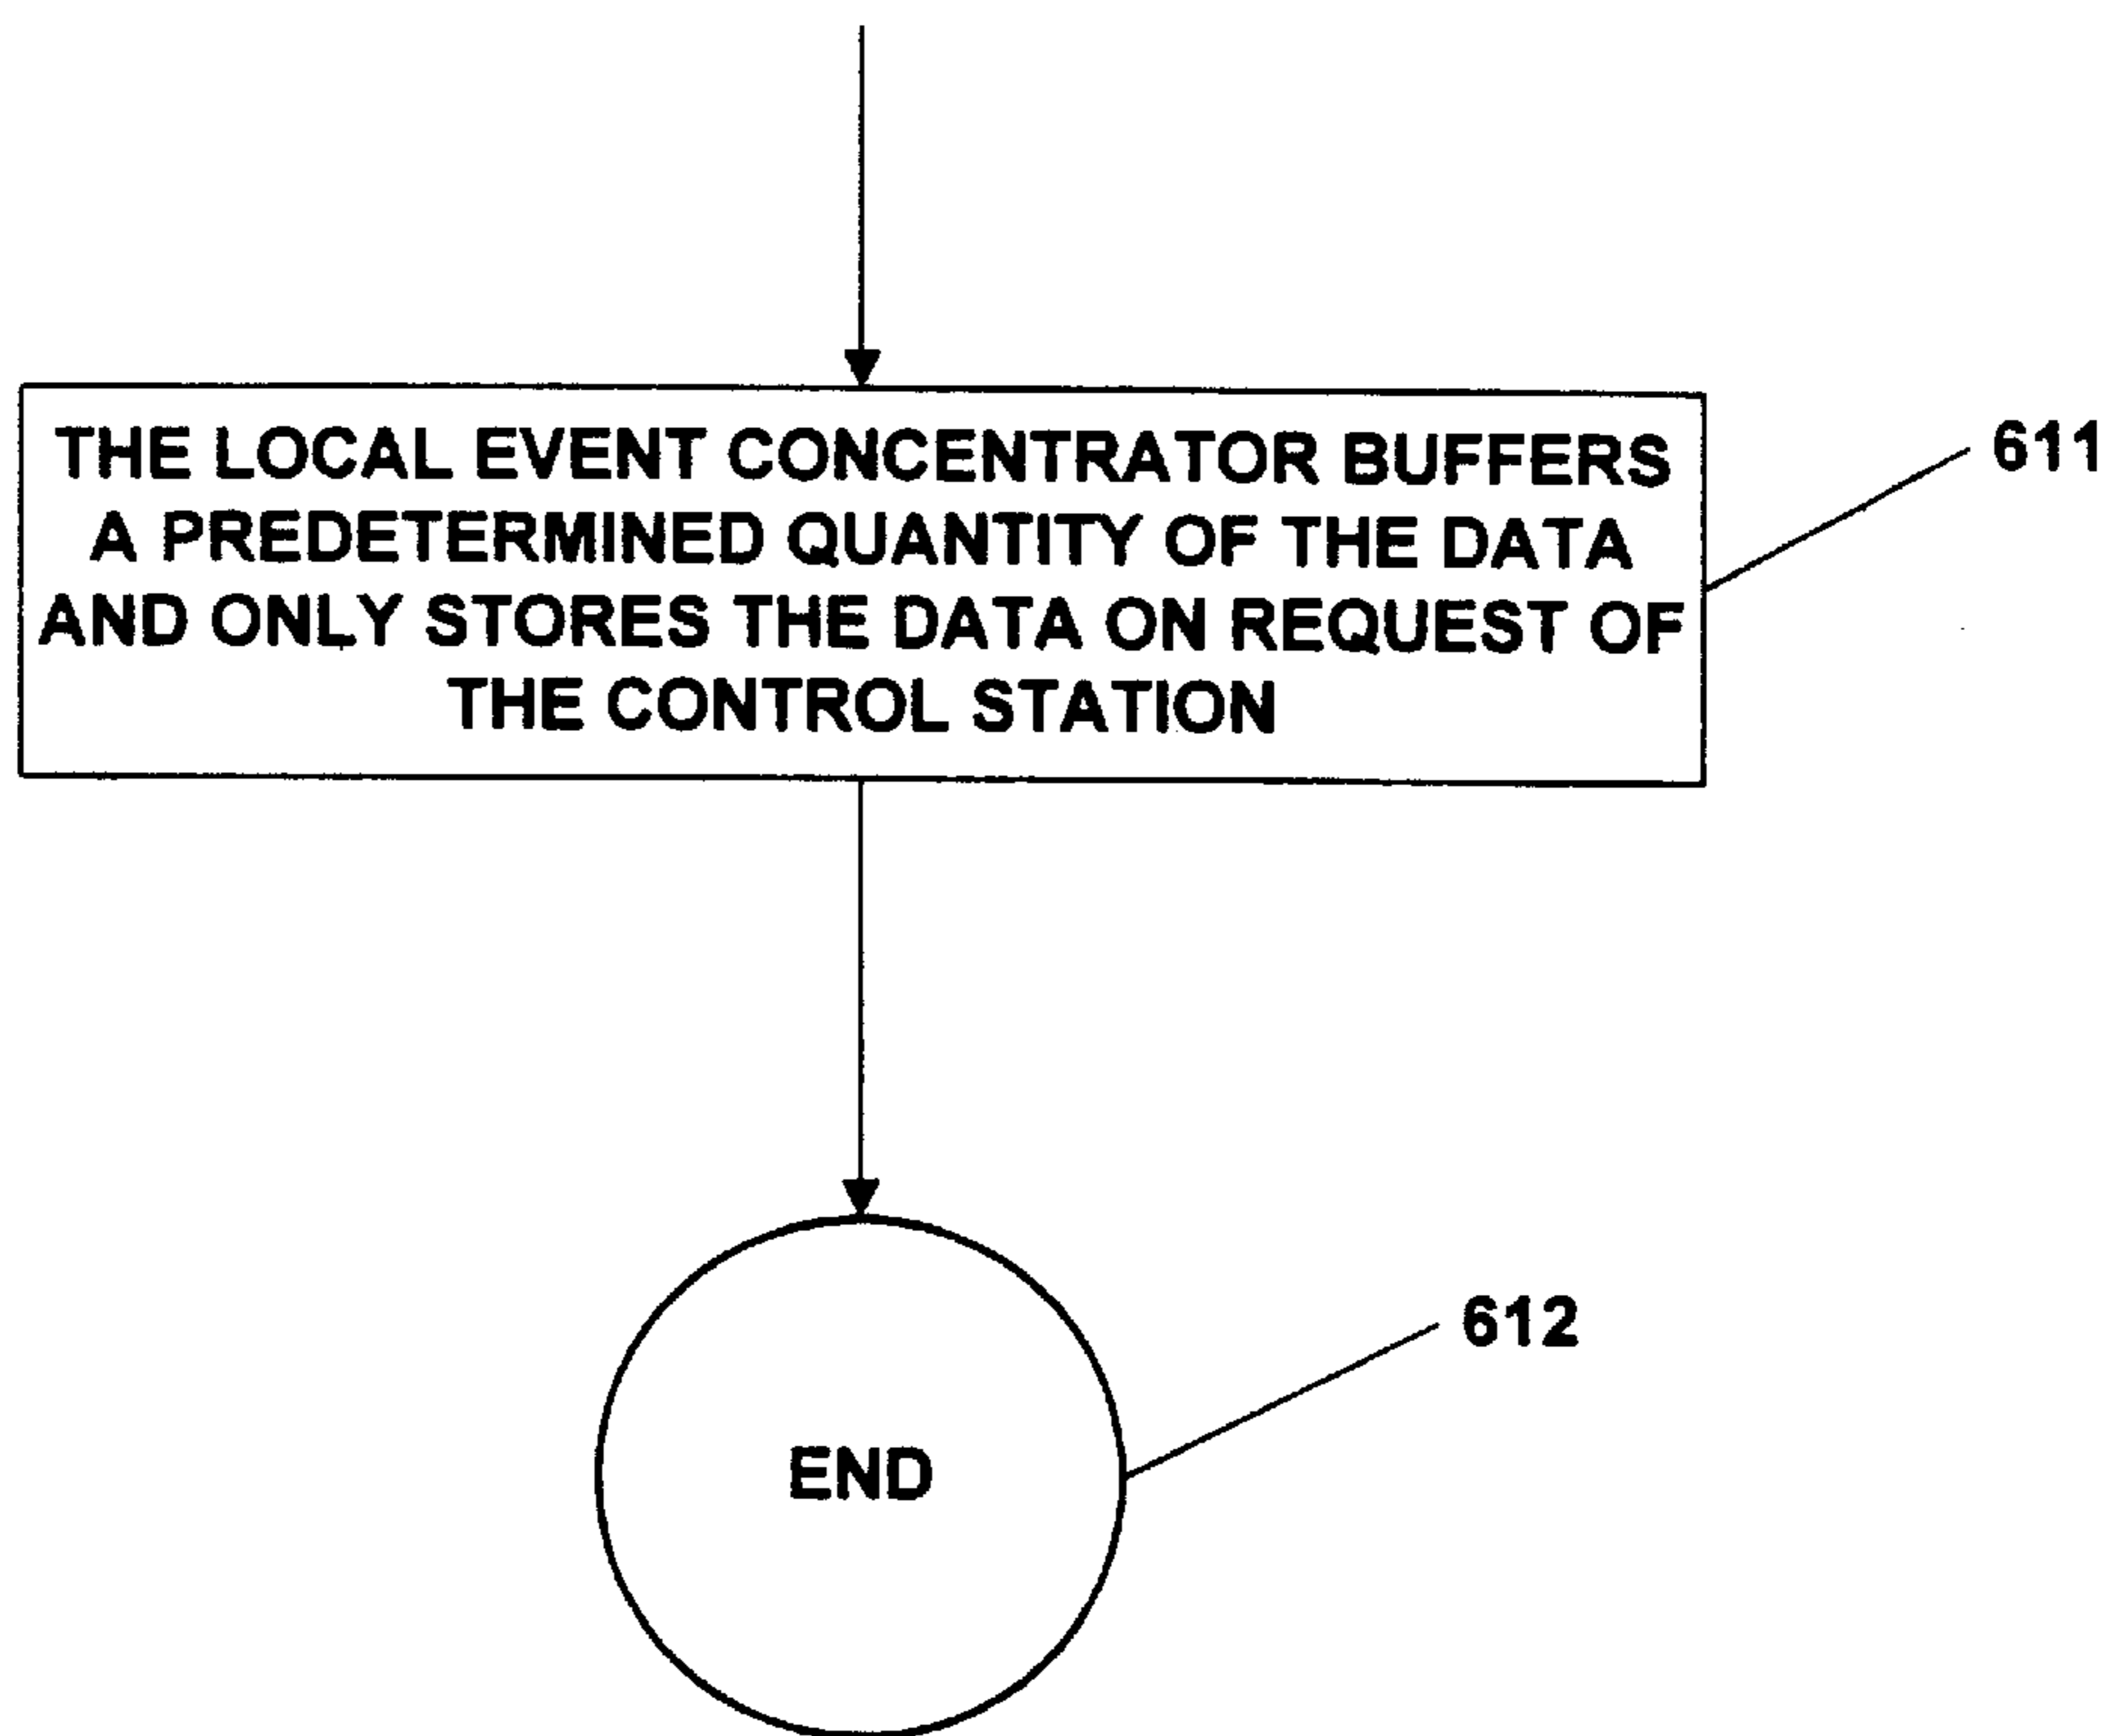 THE LOCAL EVENT CONCENTRATOR BUFFERS
A PREDETERMINED QUANTITY OF THE DATA
AND ONLY STORES THE DATA ON REQUEST OF
THE CONTROL STATION
611
612
END